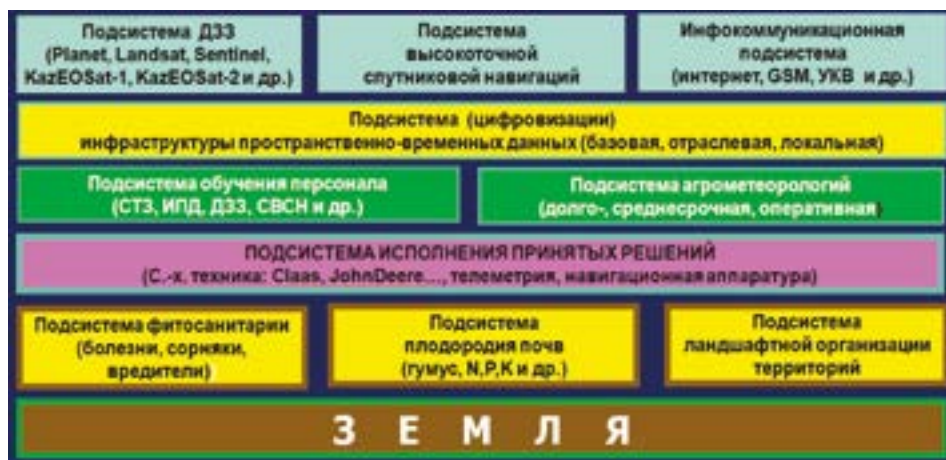 Подсистема ДЗЗ
(Planet, Landsat, Sentinel,
KazEOSat-1, KazEOSat-2 и др.)
Подсистема
высокоточной
спутниковой навигаций
Инфокоммуникационная
подсистема
(интернет, GSM, УКВ и др.)
Подсистема (цифровизации)
инфраструктуры пространственно-временных данных (базовая, отраслевая, локальная)
Подсистема обучения персонала
(СТЗ, ИПД, ДЗЗ, СВСН и др.)
Подсистема агрометеорологий
(долго-, среднесрочная, оперативная)
ПОДСИСТЕМА ИСПОЛНЕНИЯ ПРИНЯТЫХ РЕШЕНИЙ
(С.-х. техника: Claas, JohnDeere..., телеметрия, навигационная аппаратура)
Подсистема фитосанитарии
(болезни, сорняки,
вредители)
Подсистема
плодородия почв
(гумус, N,P,K и др.)
Подсистема
ландшафтной организации
территорий
З Е М Л Я